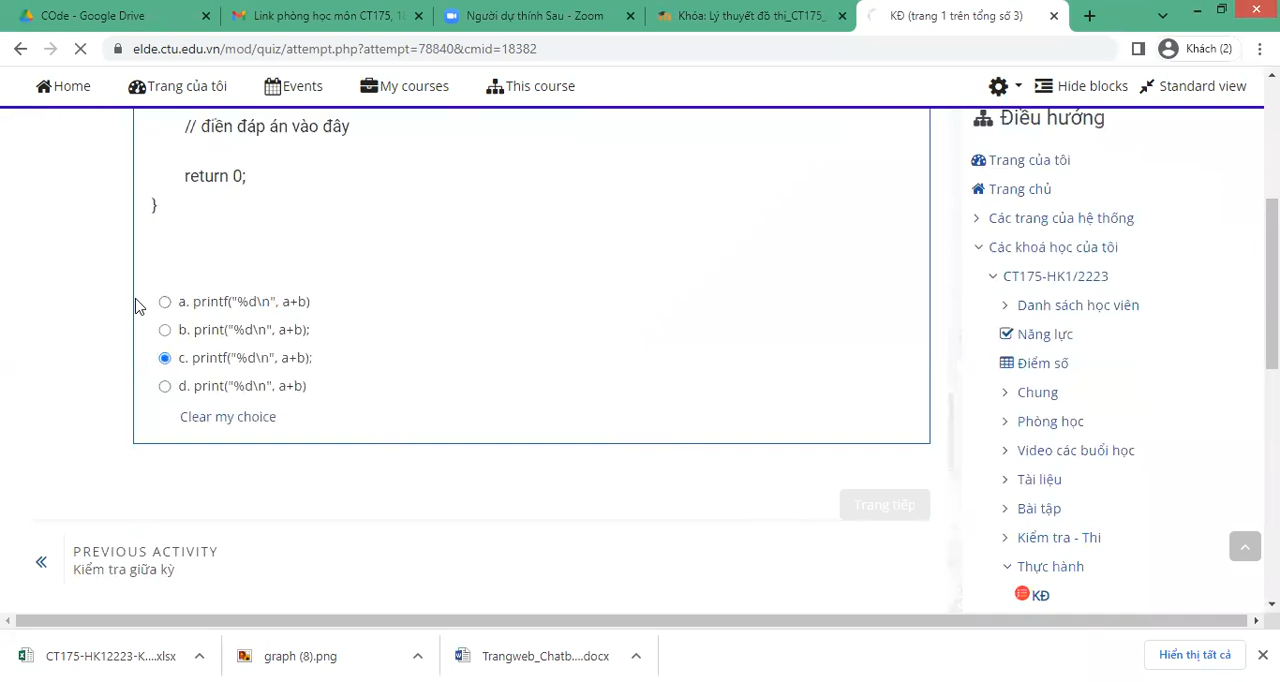 COde - Google Drive
Link phòng học môn CT175, 1
Người dự thính Sau - Zoom
Khóa: Lý thuyết đồ thị_CT175_
KĐ (trang 1 trên tổng số 3)
elde.ctu.edu.vn/mod/quiz/attempt.php?attempt=78840&cmid=18382
Khách (2)
Home
Trang của tôi
Events
My courses
This course
Hide blocks
Standard view
// điền đáp án vào đây
return 0;
}
a. printf("%d\n", a+b)
b. print("%d\n", a+b);
c. printf("%d\n", a+b);
d. print("%d\n", a+b)
Clear my choice
Trang tiếp
PREVIOUS ACTIVITY
Kiểm tra giữa kỳ
Điều hướng
Trang của tôi
Trang chủ
Các trang của hệ thống
Các khoá học của tôi
CT175-HK1/2223
Danh sách học viên
Năng lực
Điểm số
Chung
Phòng học
Video các buổi học
Tài liệu
Bài tập
Kiểm tra - Thi
Thực hành
KĐ
CT175-HK12223-K....xlsx
graph (8).png
Trangweb_Chatb....docx
Hiển thị tất cả